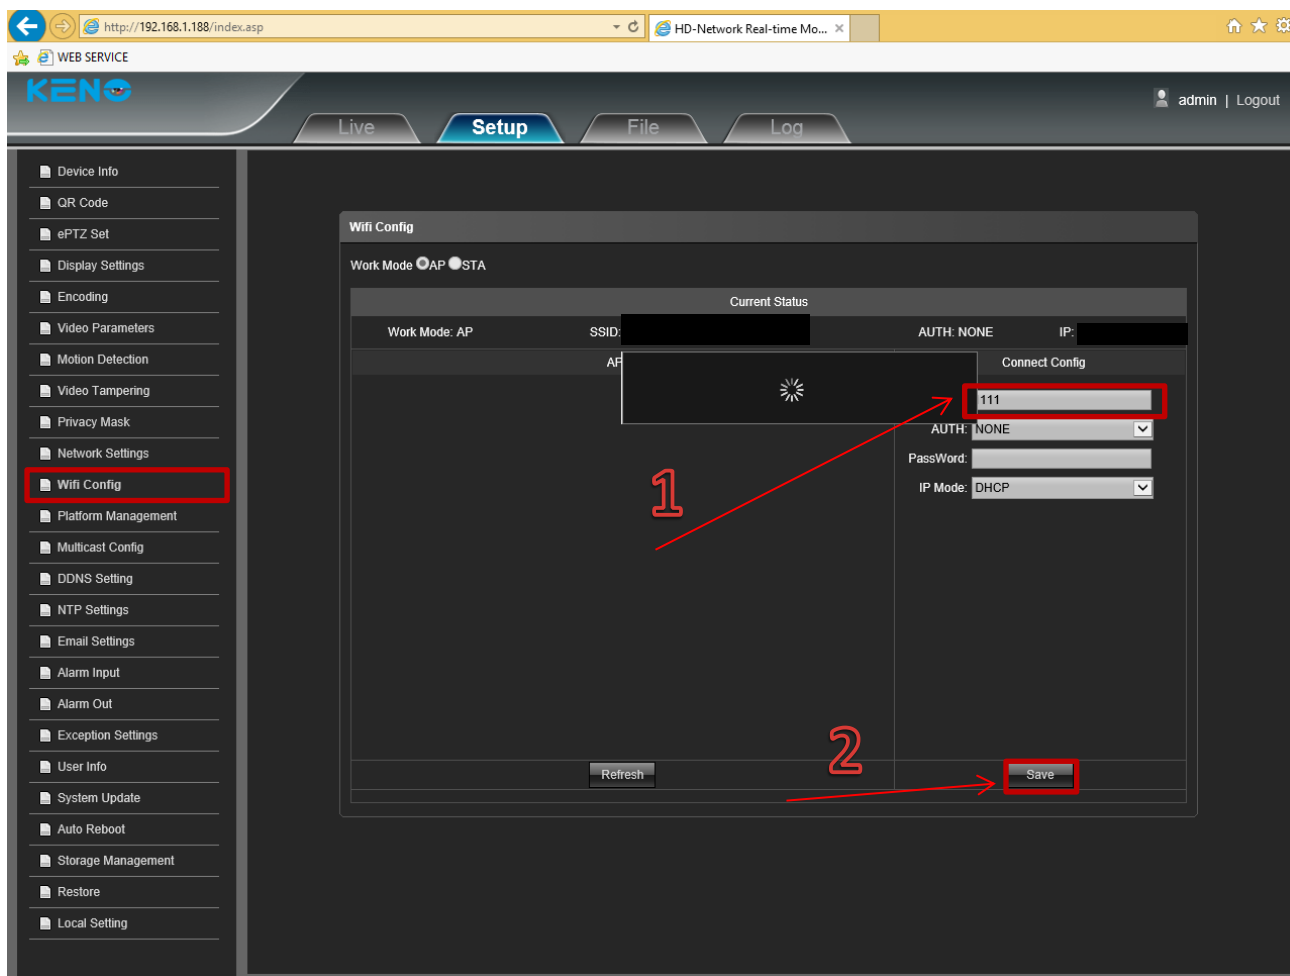 http://192.168.1.188/index.asp
HD-Network Real-time Mo...
WEB SERVICE
KENO
admin | Logout
Live
Setup
File
Log
Device Info
QR Code
ePTZ Set
Display Settings
Encoding
Video Parameters
Motion Detection
Video Tampering
Privacy Mask
Network Settings
Wifi Config
Platform Management
Multicast Config
DDNS Setting
NTP Settings
Email Settings
Alarm Input
Alarm Out
Exception Settings
User Info
System Update
Auto Reboot
Storage Management
Restore
Local Setting
Wifi Config
Work Mode AP STA
Current Status
Work Mode: AP SSID: AUTH: NONE IP:
Connect Config
111
AUTH: NONE
PassWord:
IP Mode: DHCP
1
2
Refresh
Save